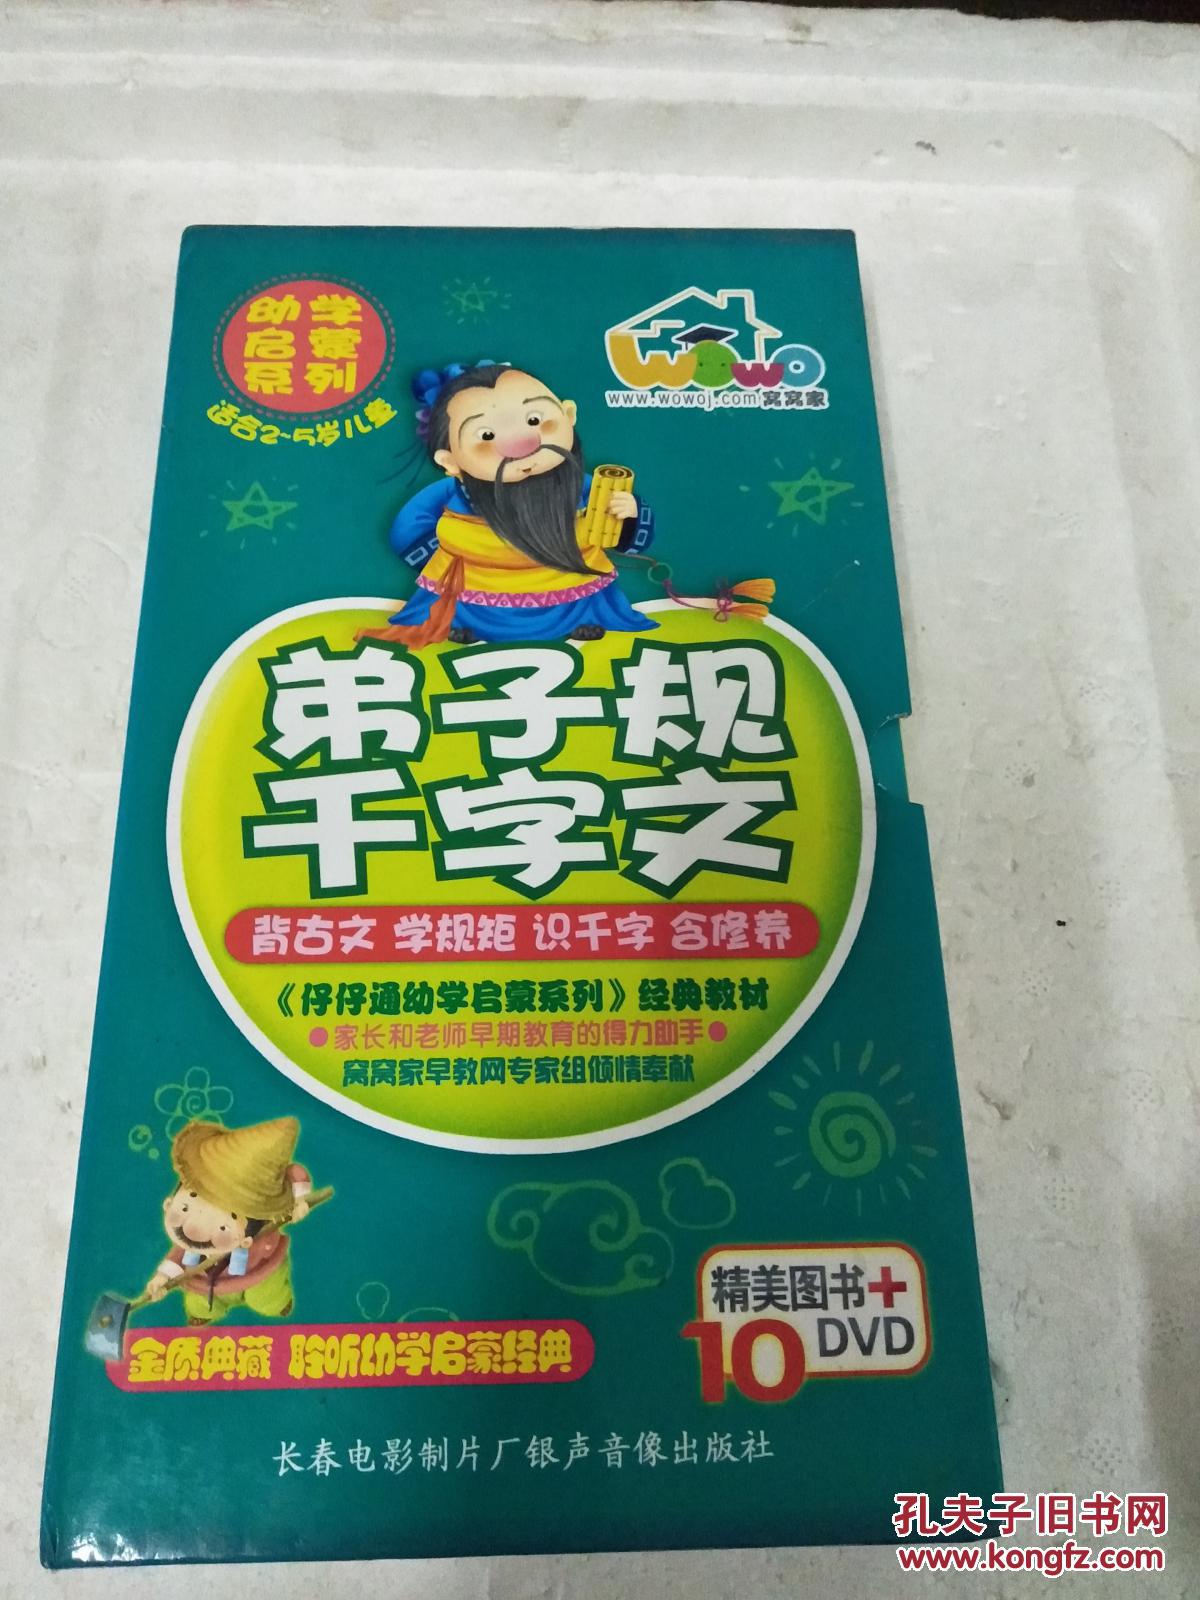 幼学
启蒙
系列
适合2-5岁儿童
WOWO
www.wowoj.com 窝窝家
弟子规
千字文
背古文 学规矩 识千字 含修养
《仔仔通幼学启蒙系列》经典教材
●家长和老师早期教育的得力助手●
窝窝家早教网专家组倾情奉献
精美图书+
10DVD
金质典藏 聆听幼学启蒙经典
长春电影制片厂银声音像出版社
孔夫子旧书网
www.kongfz.com